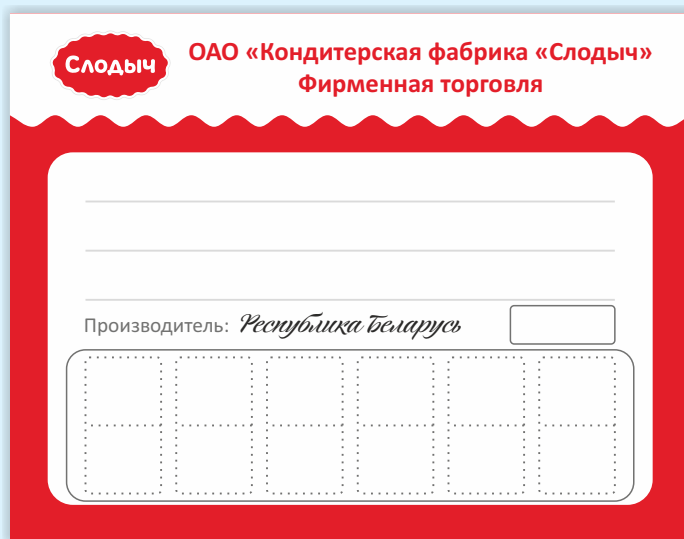 Слодыч
ОАО «Кондитерская фабрика «Слодыч»
Фирменная торговля
Производитель: Республика Беларусь